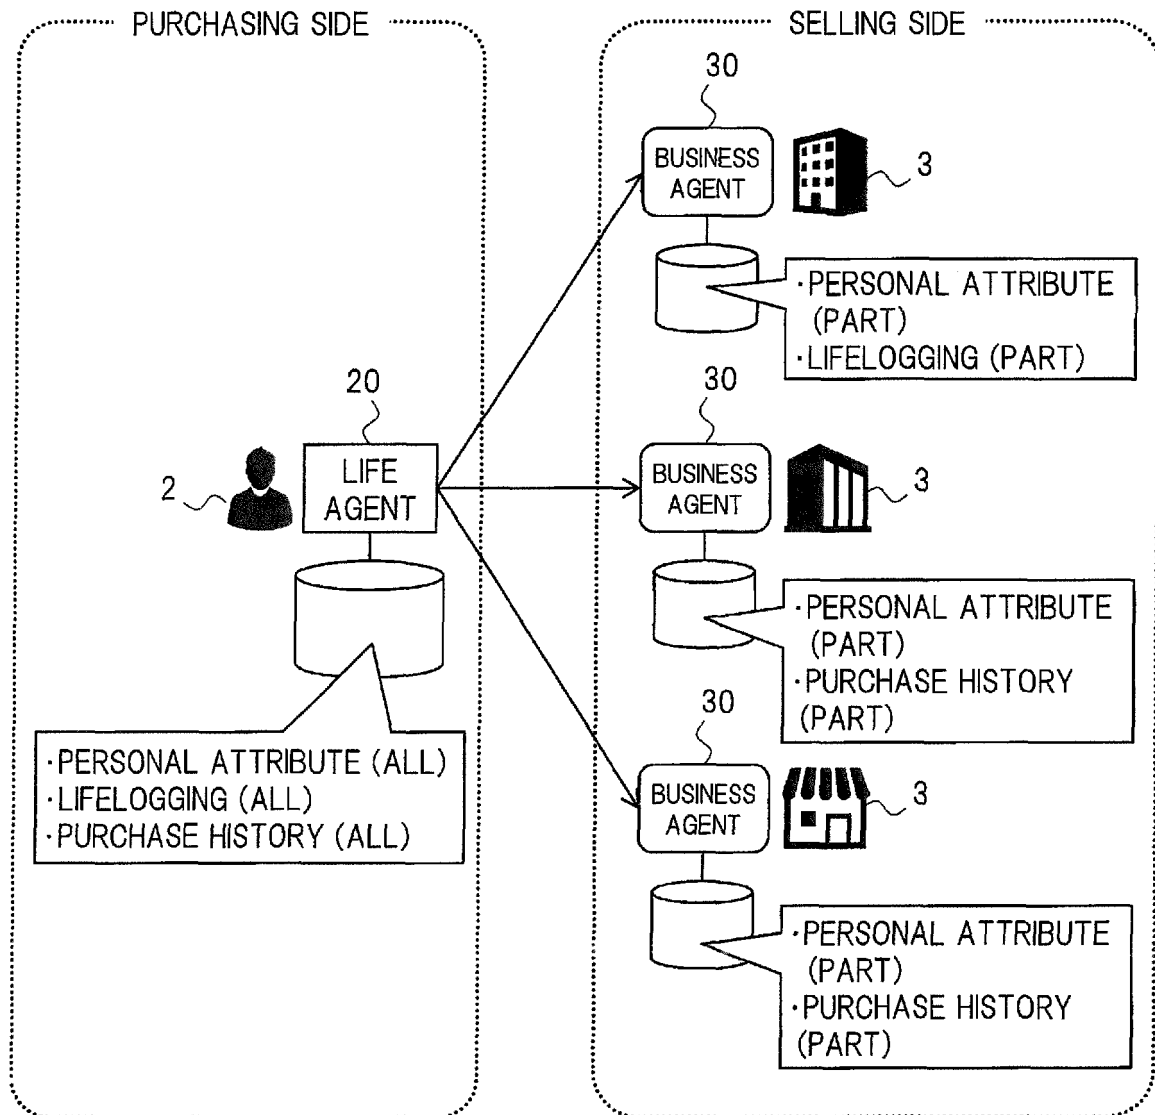 PURCHASING SIDE
2
20
LIFE
AGENT
·PERSONAL ATTRIBUTE (ALL)
·LIFELOGGING (ALL)
·PURCHASE HISTORY (ALL)
SELLING SIDE
30
BUSINESS
AGENT
3
·PERSONAL ATTRIBUTE
(PART)
·LIFELOGGING (PART)
30
BUSINESS
AGENT
3
·PERSONAL ATTRIBUTE
(PART)
·PURCHASE HISTORY
(PART)
30
BUSINESS
AGENT
3
·PERSONAL ATTRIBUTE
(PART)
·PURCHASE HISTORY
(PART)